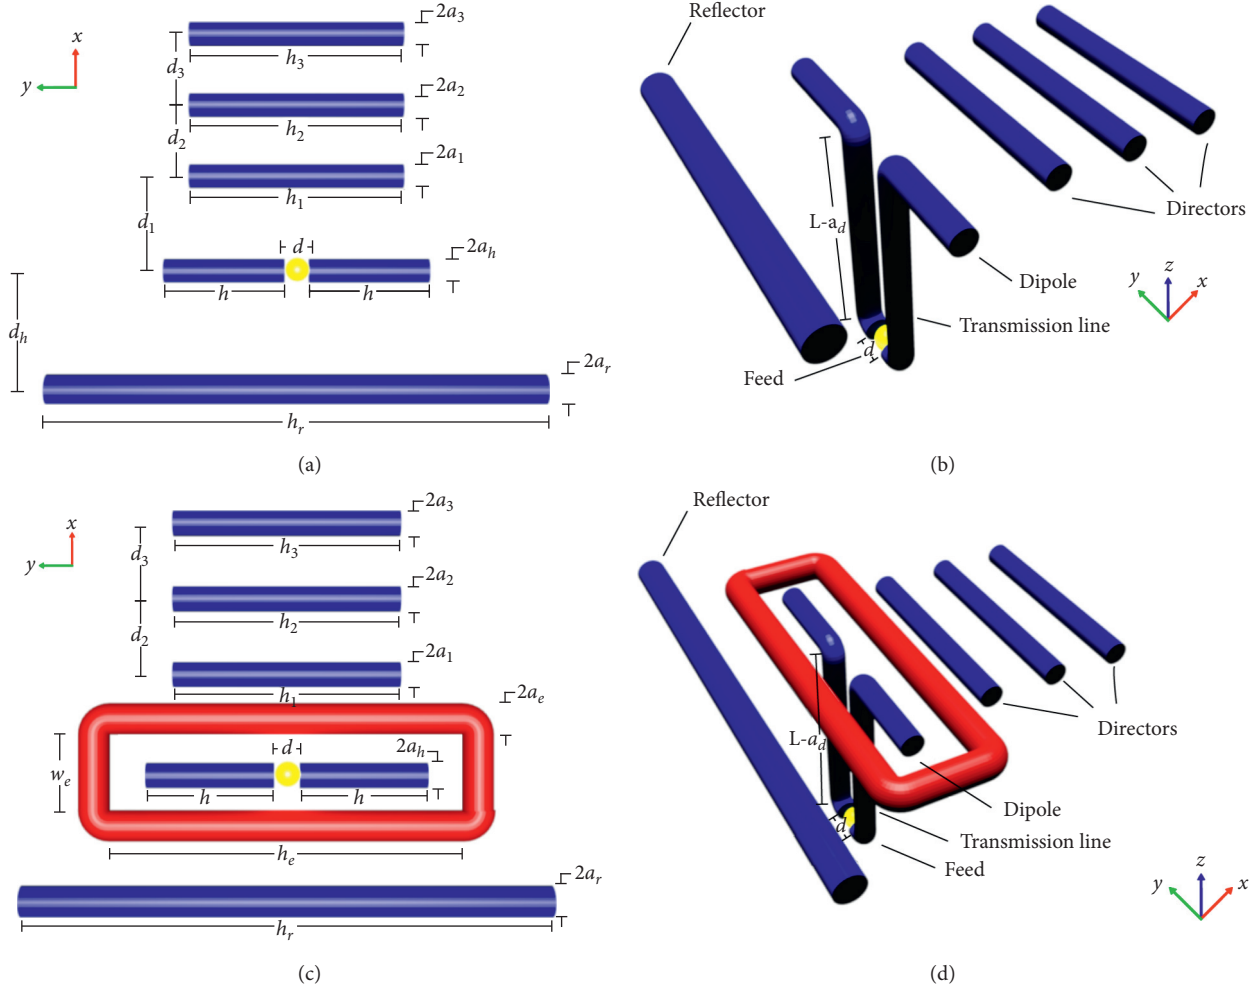 2a₃
x
d₃
h₃
y
2a₂
h₂
d₂
2a₁
h₁
d₁
d
2aₕ
h
h
dₕ
2aᵣ
hᵣ
(a)
Reflector
L-a_d
Directors
Dipole
z
y
x
Transmission line
d
Feed
(b)
2a₃
x
d₃
h₃
y
2a₂
h₂
d₂
2a₁
h₁
2aₑ
d
2aₕ
wₑ
h
h
hₑ
2aᵣ
hᵣ
(c)
Reflector
Directors
L-a_d
Dipole
d
Transmission line
Feed
z
y
x
(d)